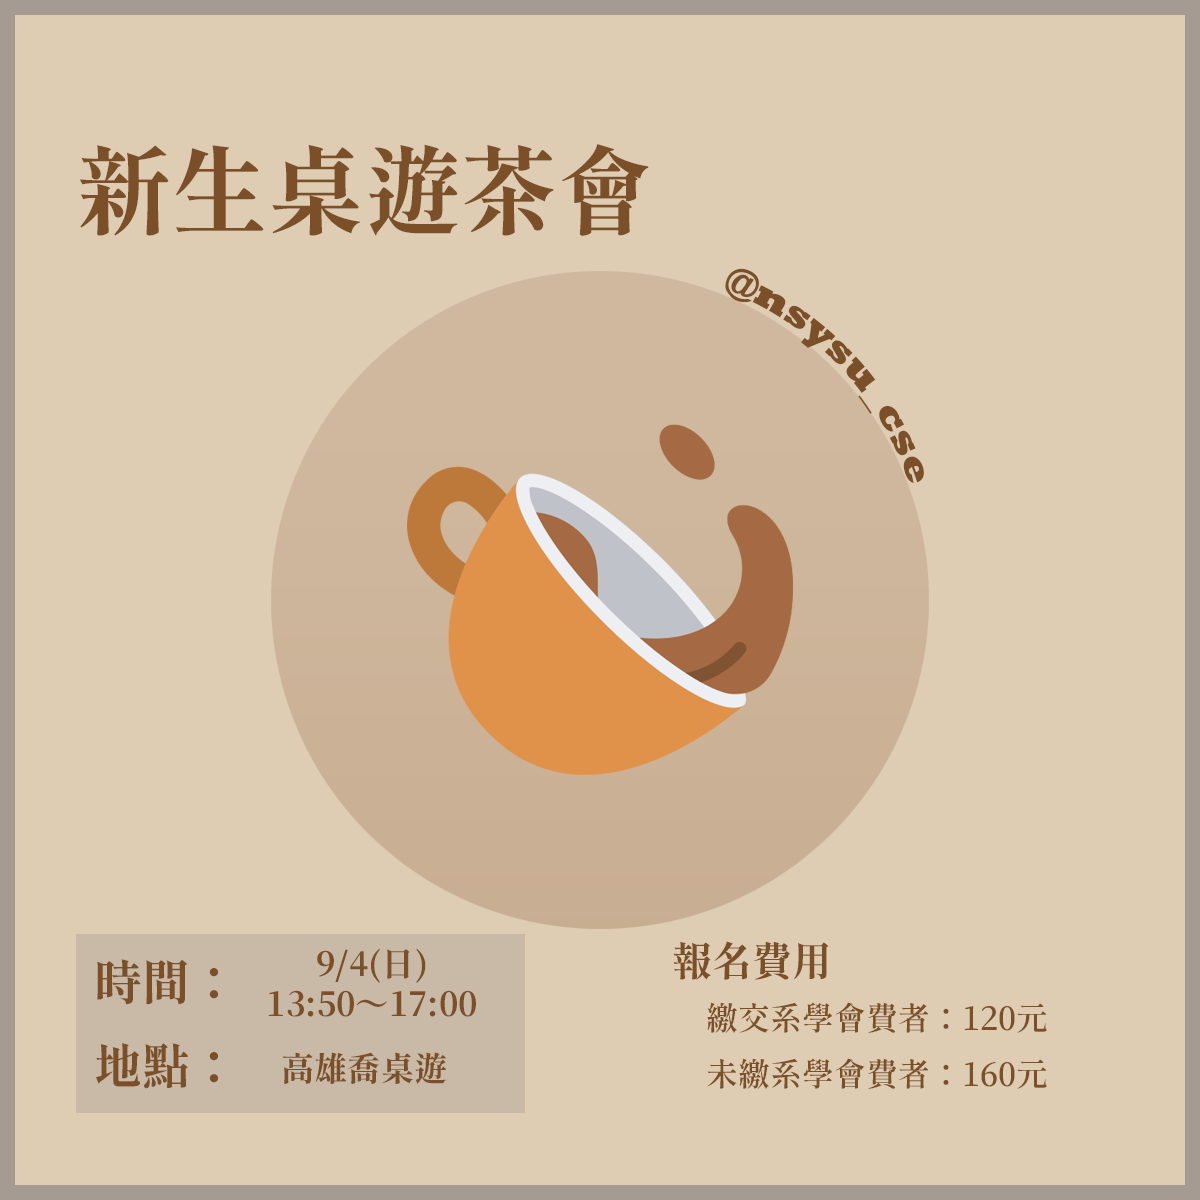 新生桌遊茶會
@nsysu_cse
時間：
9/4(日)
13:50～17:00
地點：
高雄喬桌遊
報名費用
繳交系學會費者：120元
未繳系學會費者：160元